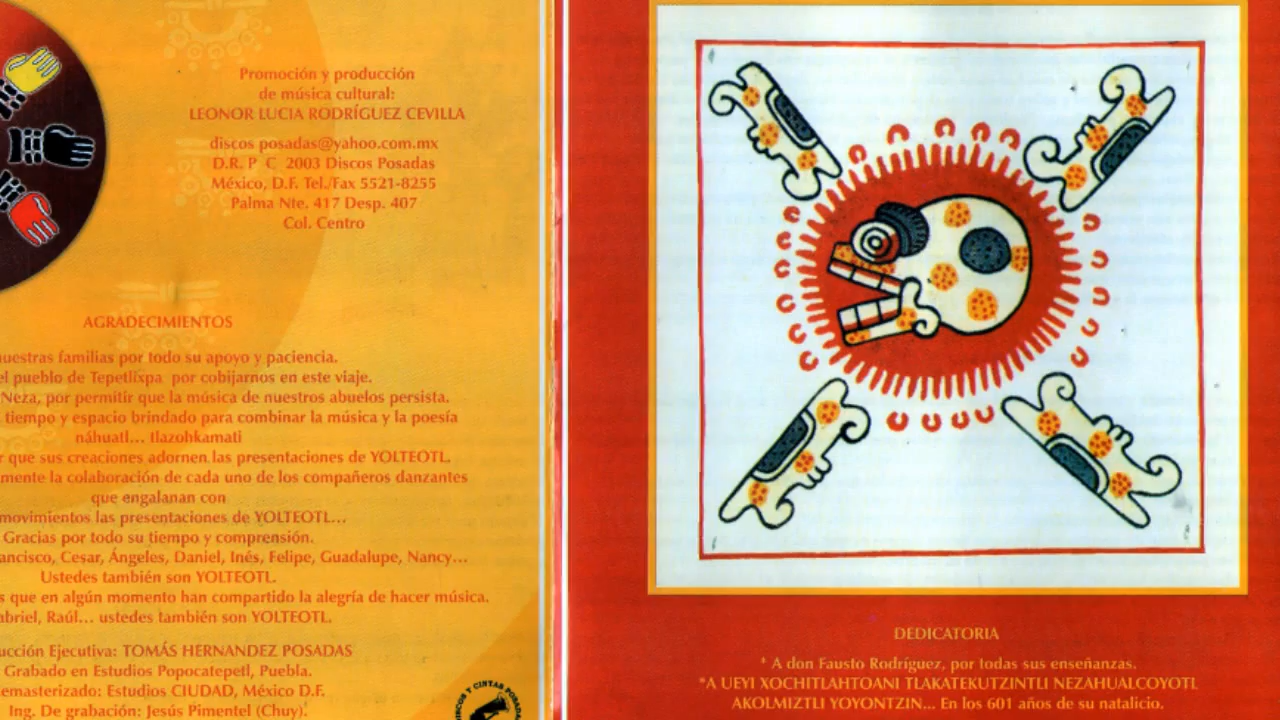 Promoción y producción
de música cultural:
LEONOR LUCIA RODRÍGUEZ CEVILLA
discos posadas@yahoo.com.mx
D.R. P C 2003 Discos Posadas
México, D.F. Tel./Fax 5521-8255
Palma Nte. 417 Desp. 407
Col. Centro
AGRADECIMIENTOS
nuestras familias por todo su apoyo y paciencia.
el pueblo de Tepetlixpa por cobijarnos en este viaje.
Neza, por permitir que la música de nuestros abuelos persista.
tiempo y espacio brindado para combinar la música y la poesía
náhuatl... tlazohkamati
que sus creaciones adornen las presentaciones de YOLTEOTL.
mente la colaboración de cada uno de los compañeros danzantes
que engalanan con
movimientos las presentaciones de YOLTEOTL...
Gracias por todo su tiempo y comprensión.
ancisco, Cesar, Ángeles, Daniel, Inés, Felipe, Guadalupe, Nancy...
Ustedes también son YOLTEOTL.
s que en algún momento han compartido la alegría de hacer música.
abriel, Raúl... ustedes también son YOLTEOTL.
ucción Ejecutiva: TOMÁS HERNANDEZ POSADAS
Grabado en Estudios Popocatepetl, Puebla.
emasterizado: Estudios CIUDAD, México D.F.
Ing. De grabación: Jesús Pimentel (Chuy).
DISCOS Y CINTAS POSADAS
DEDICATORIA
* A don Fausto Rodríguez, por todas sus enseñanzas.
*A UEYI XOCHITLAHTOANI TLAKATEKUTZINTLI NEZAHUALCOYOTL
AKOLMIZTLI YOYONTZIN... En los 601 años de su natalicio.